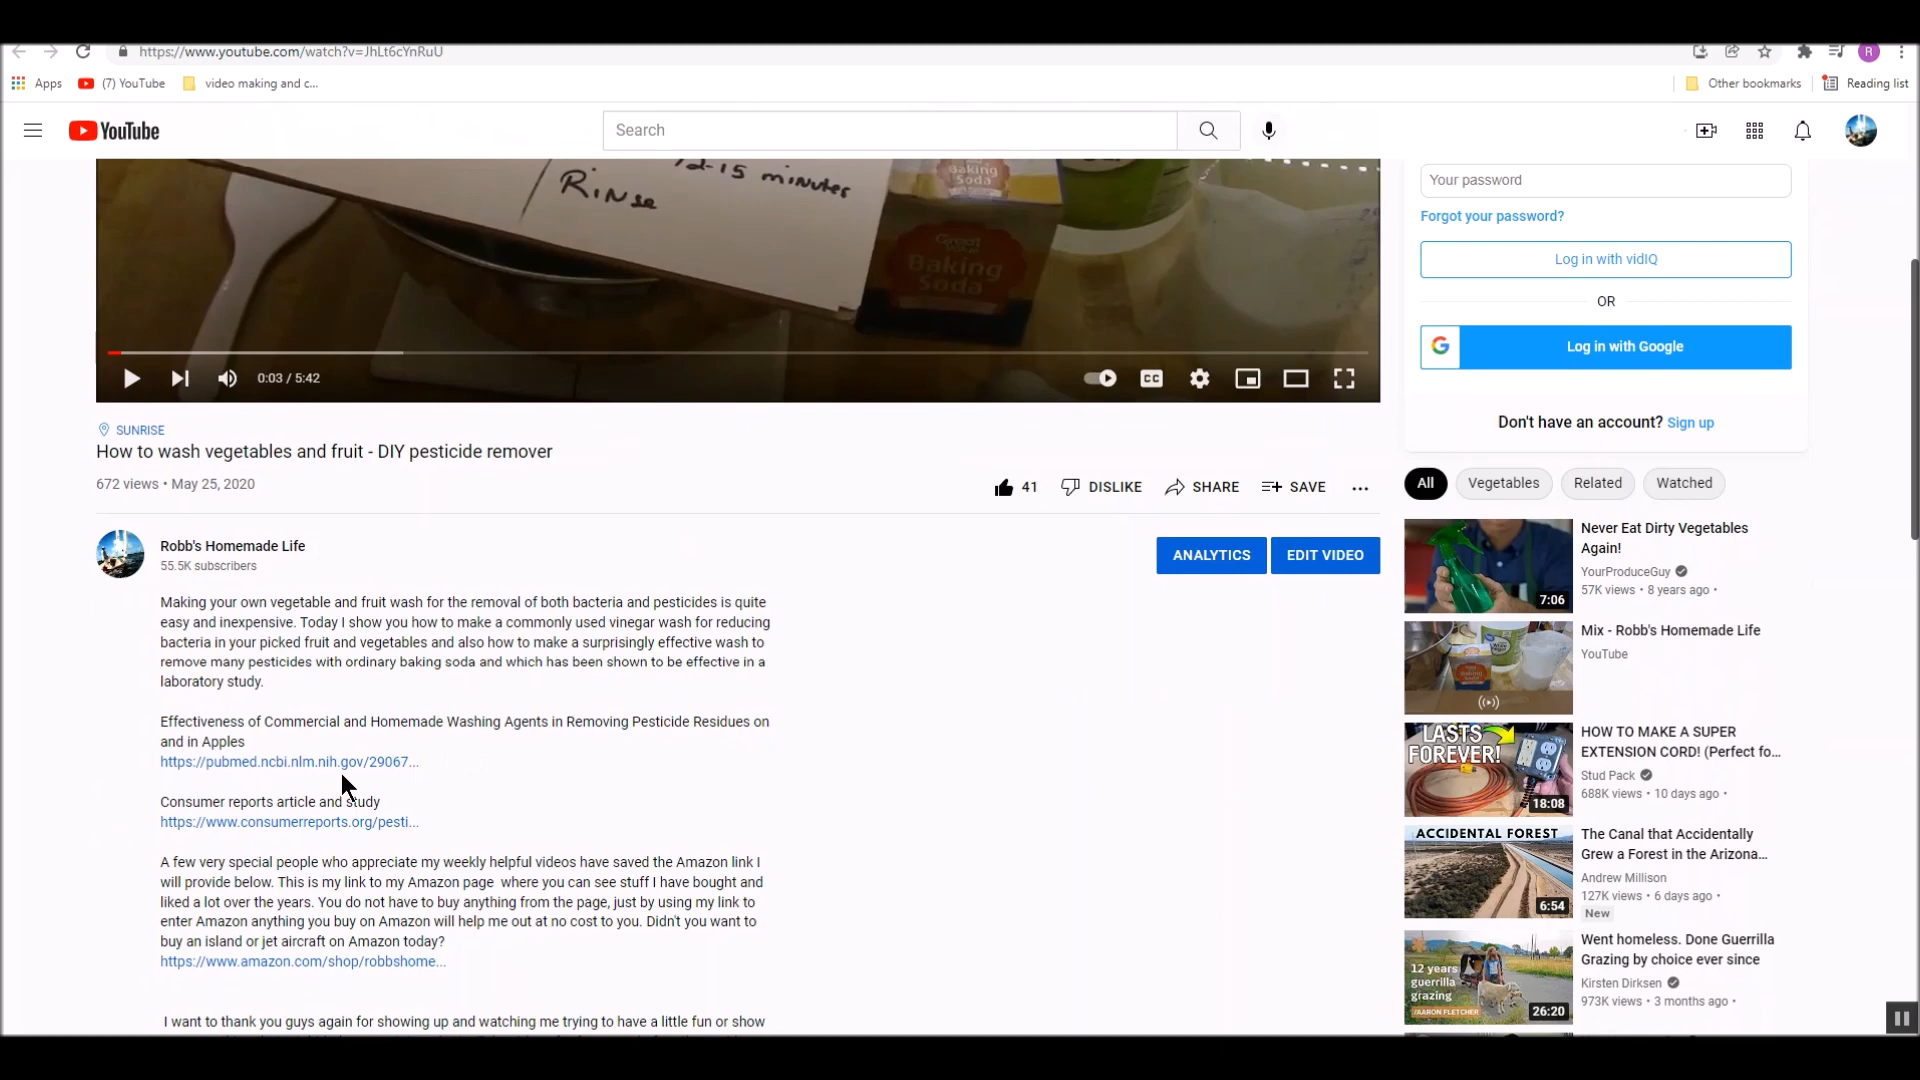 https://www.youtube.com/watch?v=JhLt6cYnRuU
R
Apps
(7) YouTube
video making and c...
Other bookmarks
Reading list
YouTube
Search
Rinse
12-15 minutes
Baking
Soda
Great Value
Baking
Soda
0:03 / 5:42
CC
SUNRISE
How to wash vegetables and fruit - DIY pesticide remover
672 views • May 25, 2020
41
DISLIKE
SHARE
SAVE
Robb's Homemade Life
55.5K subscribers
ANALYTICS
EDIT VIDEO
Making your own vegetable and fruit wash for the removal of both bacteria and pesticides is quite
easy and inexpensive. Today I show you how to make a commonly used vinegar wash for reducing
bacteria in your picked fruit and vegetables and also how to make a surprisingly effective wash to
remove many pesticides with ordinary baking soda and which has been shown to be effective in a
laboratory study.
Effectiveness of Commercial and Homemade Washing Agents in Removing Pesticide Residues on
and in Apples
https://pubmed.ncbi.nlm.nih.gov/29067...
Consumer reports article and study
https://www.consumerreports.org/pesti...
A few very special people who appreciate my weekly helpful videos have saved the Amazon link I
will provide below. This is my link to my Amazon page  where you can see stuff I have bought and
liked a lot over the years. You do not have to buy anything from the page, just by using my link to
enter Amazon anything you buy on Amazon will help me out at no cost to you. Didn't you want to
buy an island or jet aircraft on Amazon today?
https://www.amazon.com/shop/robbshome...
I want to thank you guys again for showing up and watching me trying to have a little fun or show
Your password
Forgot your password?
Log in with vidIQ
OR
G
Log in with Google
Don't have an account? Sign up
All
Vegetables
Related
Watched
7:06
Never Eat Dirty Vegetables
Again!
YourProduceGuy
57K views • 8 years ago •
Mix - Robb's Homemade Life
YouTube
LASTS
FOREVER!
18:08
HOW TO MAKE A SUPER
EXTENSION CORD! (Perfect fo...
Stud Pack
688K views • 10 days ago •
ACCIDENTAL FOREST
6:54
The Canal that Accidentally
Grew a Forest in the Arizona...
Andrew Millison
127K views • 6 days ago •
New
12 years
guerrilla
grazing
/AARON FLETCHER
26:20
Went homeless. Done Guerrilla
Grazing by choice ever since
Kirsten Dirksen
973K views • 3 months ago •